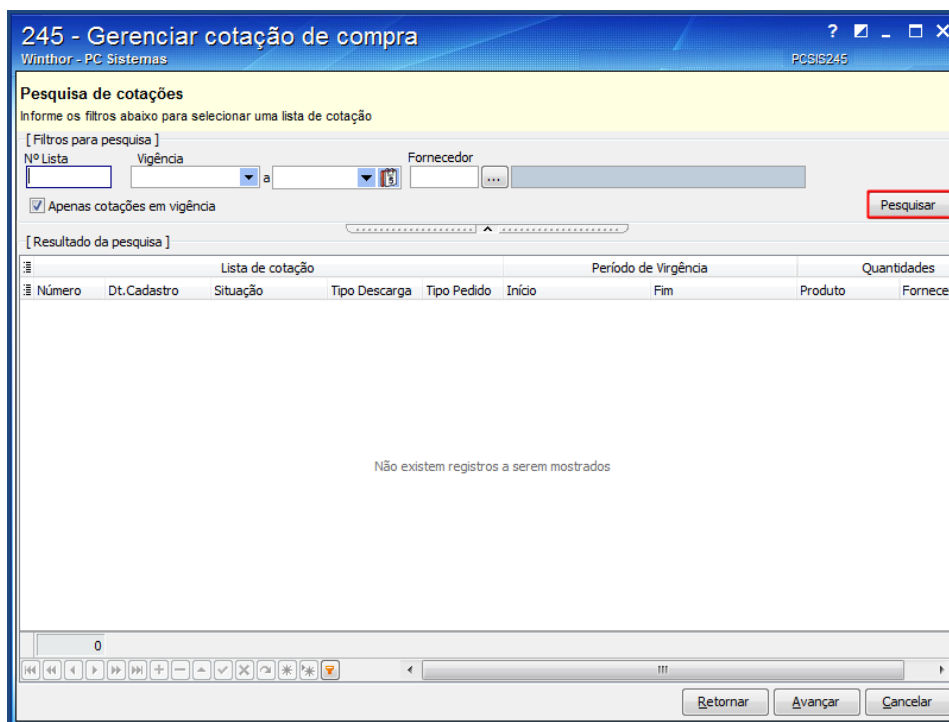 245 - Gerenciar cotação de compra
Winthor - PC Sistemas
PCSIS245
Pesquisa de cotações
Informe os filtros abaixo para selecionar uma lista de cotação
[ Filtros para pesquisa ]
Nº Lista Vigência Fornecedor
a ...
Apenas cotações em vigência
Pesquisar
[ Resultado da pesquisa ]
Lista de cotação Período de Virgência Quantidades
Número Dt.Cadastro Situação Tipo Descarga Tipo Pedido Início Fim Produto Fornece
Não existem registros a serem mostrados
0
Retornar Avançar Cancelar